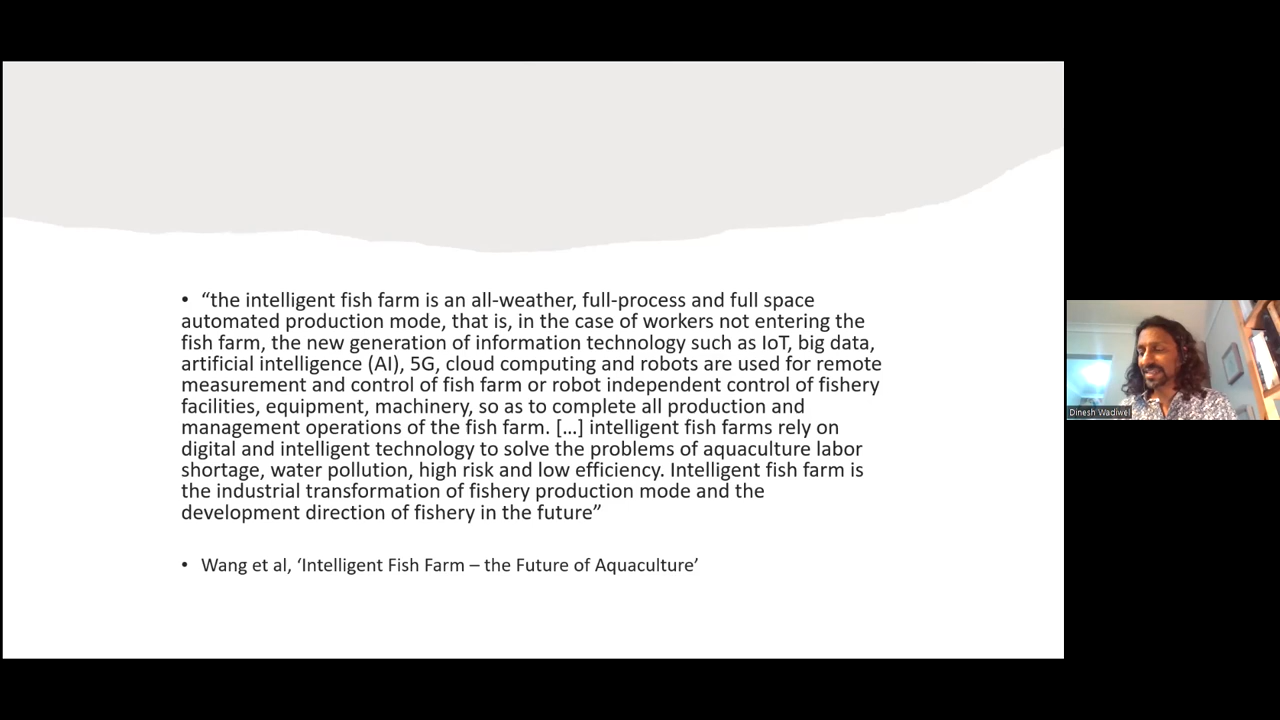 • “the intelligent fish farm is an all-weather, full-process and full space
automated production mode, that is, in the case of workers not entering the
fish farm, the new generation of information technology such as IoT, big data,
artificial intelligence (AI), 5G, cloud computing and robots are used for remote
measurement and control of fish farm or robot independent control of fishery
facilities, equipment, machinery, so as to complete all production and
management operations of the fish farm. […] intelligent fish farms rely on
digital and intelligent technology to solve the problems of aquaculture labor
shortage, water pollution, high risk and low efficiency. Intelligent fish farm is
the industrial transformation of fishery production mode and the
development direction of fishery in the future”
• Wang et al, ‘Intelligent Fish Farm – the Future of Aquaculture’
Dinesh Wadiwel